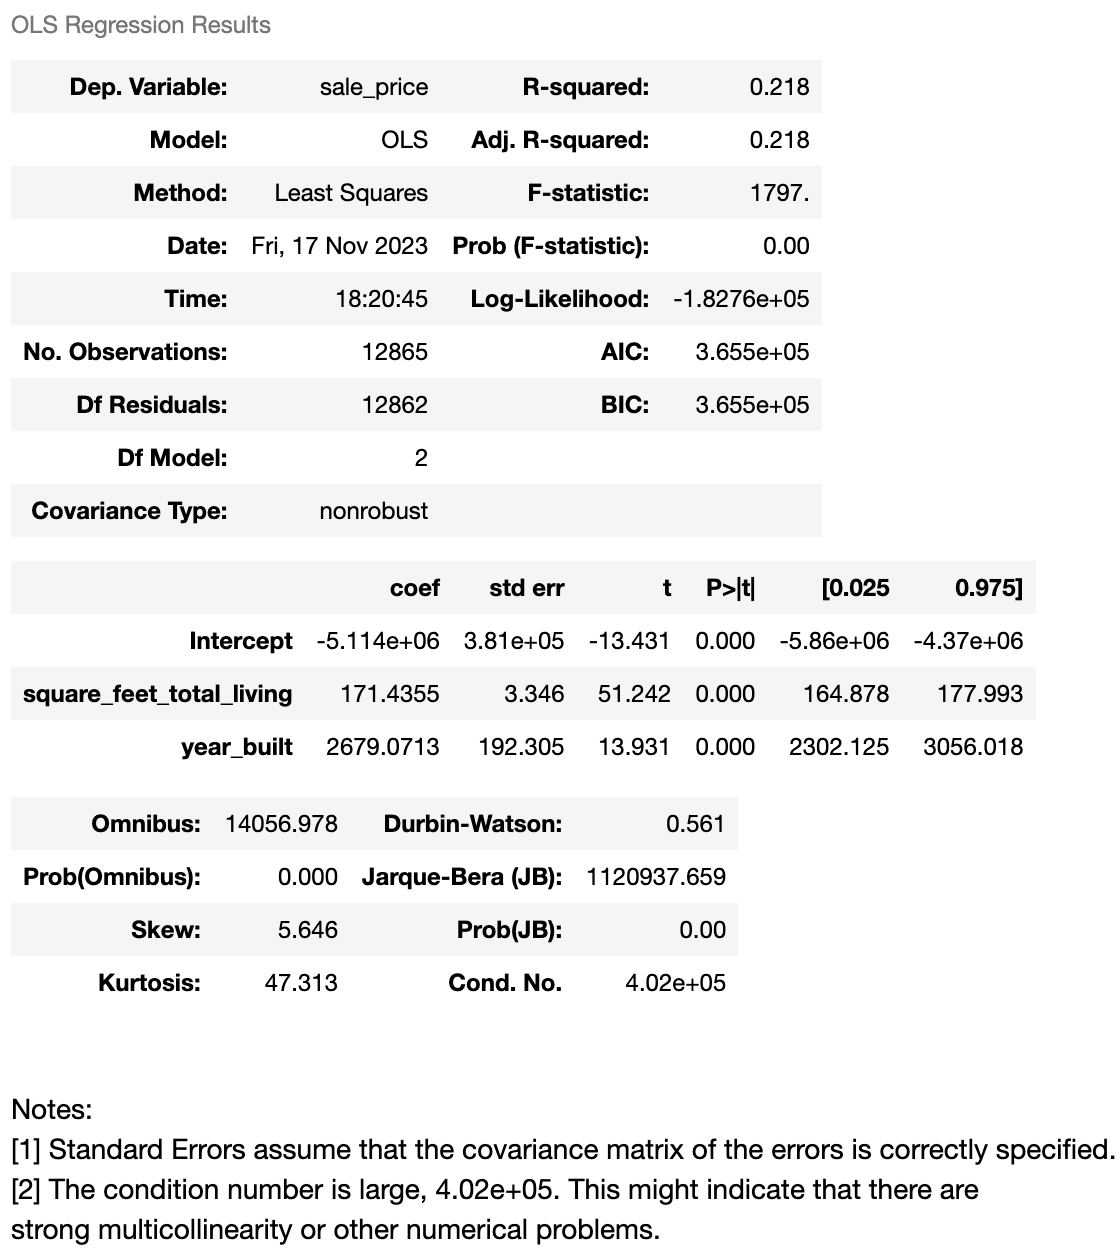 OLS Regression Results
Dep. Variable: sale_price R-squared: 0.218
Model: OLS Adj. R-squared: 0.218
Method: Least Squares F-statistic: 1797.
Date: Fri, 17 Nov 2023 Prob (F-statistic): 0.00
Time: 18:20:45 Log-Likelihood: -1.8276e+05
No. Observations: 12865 AIC: 3.655e+05
Df Residuals: 12862 BIC: 3.655e+05
Df Model: 2
Covariance Type: nonrobust
coef std err t P>|t| [0.025 0.975]
Intercept -5.114e+06 3.81e+05 -13.431 0.000 -5.86e+06 -4.37e+06
square_feet_total_living 171.4355 3.346 51.242 0.000 164.878 177.993
year_built 2679.0713 192.305 13.931 0.000 2302.125 3056.018
Omnibus: 14056.978 Durbin-Watson: 0.561
Prob(Omnibus): 0.000 Jarque-Bera (JB): 1120937.659
Skew: 5.646 Prob(JB): 0.00
Kurtosis: 47.313 Cond. No. 4.02e+05
Notes:
[1] Standard Errors assume that the covariance matrix of the errors is correctly specified.
[2] The condition number is large, 4.02e+05. This might indicate that there are
strong multicollinearity or other numerical problems.